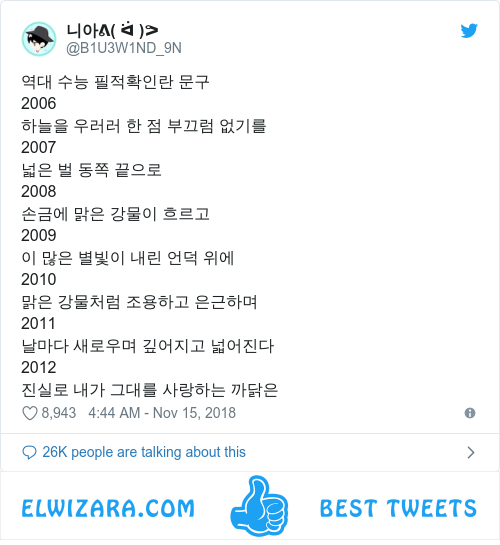 니아ᕕ( ᐛ )ᕗ
@B1U3W1ND_9N
역대 수능 필적확인란 문구
2006
하늘을 우러러 한 점 부끄럼 없기를
2007
넓은 벌 동쪽 끝으로
2008
손금에 맑은 강물이 흐르고
2009
이 많은 별빛이 내린 언덕 위에
2010
맑은 강물처럼 조용하고 은근하며
2011
날마다 새로우며 깊어지고 넓어진다
2012
진실로 내가 그대를 사랑하는 까닭은
8,943 4:44 AM - Nov 15, 2018
26K people are talking about this
ELWIZARA.COM BEST TWEETS